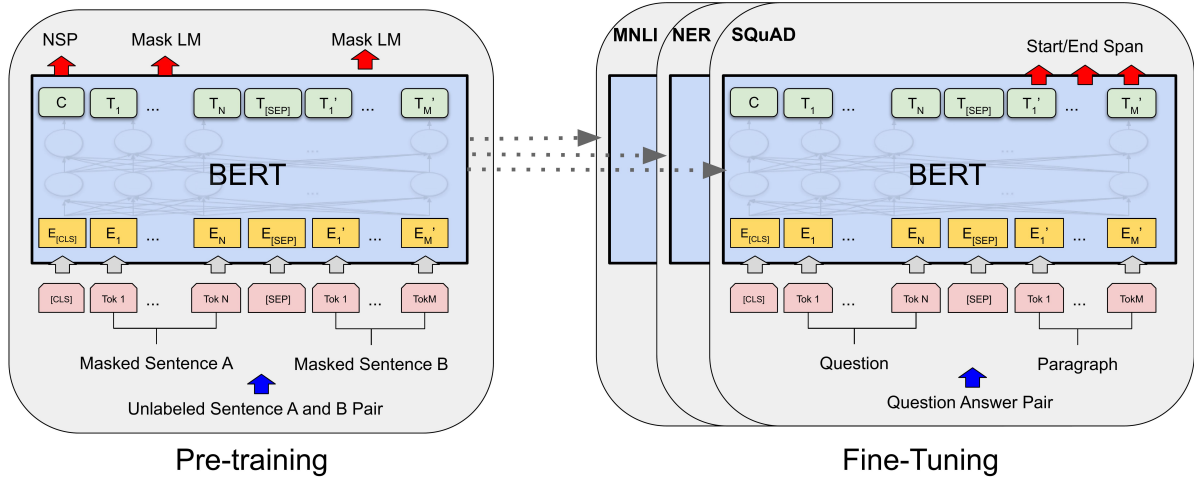 NSP Mask LM Mask LM
C T1 ... TN T[SEP] T1’ ... TM’
...
BERT
...
E[CLS] E1 ... EN E[SEP] E1’ ... EM’
[CLS] Tok 1 ... Tok N [SEP] Tok 1 ... TokM
Masked Sentence A Masked Sentence B
Unlabeled Sentence A and B Pair
Pre-training
MNLI NER SQuAD
Start/End Span
C T1 ... TN T[SEP] T1’ ... TM’
...
BERT
...
E[CLS] E1 ... EN E[SEP] E1’ ... EM’
[CLS] Tok 1 ... Tok N [SEP] Tok 1 ... TokM
Question Paragraph
Question Answer Pair
Fine-Tuning